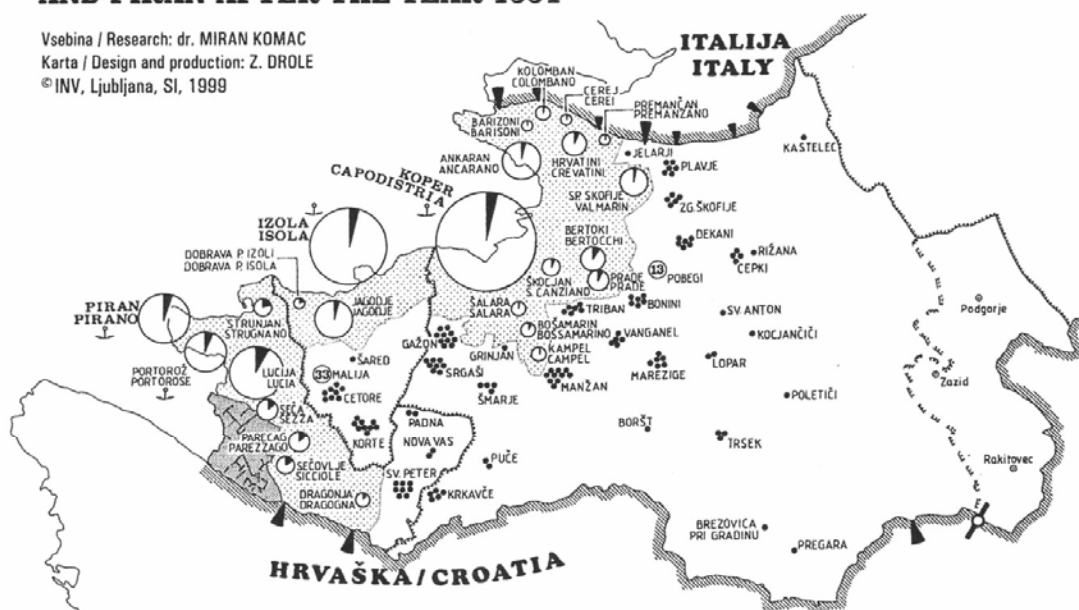 AND PIRAN AFTER THE YEAR 1991
Vsebina / Research: dr. MIRAN KOMAC
Karta / Design and production: Z. DROLE
© INV, Ljubljana, SI, 1999
ITALIJA
ITALY
KOLOMBAN
COLOMBANO
CEREJ
CEREI
PREMANČAN
PREMANZANO
BARIZONI
BARISONI
KAŠTELEC
ANKARAN
ANCARANO
HRVATINI
CREVATINI
JELARJI
PLAVJE
KOPER
CAPODISTRIA
SP. ŠKOFIJE
VALMARIN
ZG. ŠKOFIJE
IZOLA
ISOLA
DEKANI
BERTOKI
BERTOCCHI
RIŽANA
CEPKI
DOBRAVA P. IZOLI
DOBRAVA P. ISOLA
ŠKOCJAN
S. CANZIANO
PRADE
PRADE
13
POBEGI
PIRAN
PIRANO
STRUNJAN
STRUGNANO
JAGODJE
JAGODJE
ŠALARA
SALARA
TRIBAN
BONINI
SV. ANTON
Podgorje
BOŠAMARIN
BOSSAMARINO
VANGANEL
KOCJANČIČI
GAŽON
GRINJAN
KAMPEL
CAMPEL
PORTOROŽ
PORTOROSE
LUCIJA
LUCIA
ŠARED
33
MALIJA
SRGAŠI
MANŽAN
MAREZIGE
LOPAR
Zazid
CETORE
ŠMARJE
POLETIČI
SEČA
SEZZA
PADNA
BORŠT
TRSEK
PARECAG
PAREZZAGO
KORTE
NOVA VAS
SEČOVLJE
SICCIOLE
PUČE
Rakitovec
SV. PETER
DRAGONJA
DRAGOGNA
KRKAVČE
BREZOVICA
PRI GRADINU
PREGARA
HRVAŠKA/CROATIA